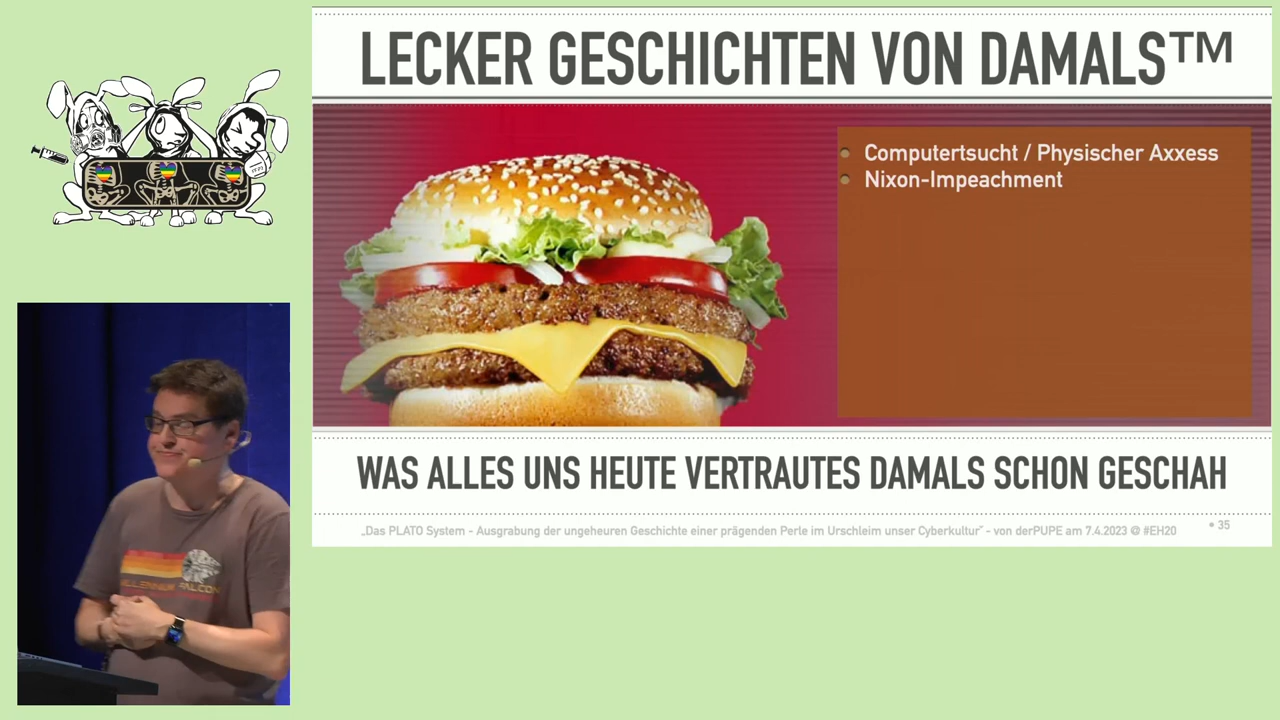 LECKER GESCHICHTEN VON DAMALS™
Computertsucht / Physischer Axxess
Nixon-Impeachment
WAS ALLES UNS HEUTE VERTRAUTES DAMALS SCHON GESCHAH
„Das PLATO System - Ausgrabung der ungeheuren Geschichte einer prägenden Perle im Urschleim unser Cyberkultur" - von derPUPE am 7.4.2023 @ #EH20
35
MILLENNIUM FALCON